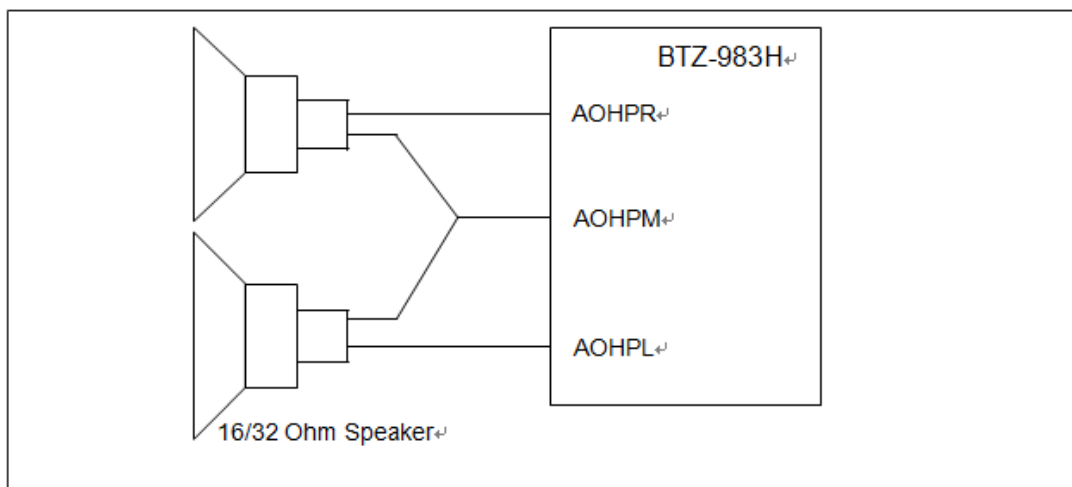 BTZ-983H↵
AOHPR↵
AOHPM↵
AOHPL↵
16/32 Ohm Speaker↵